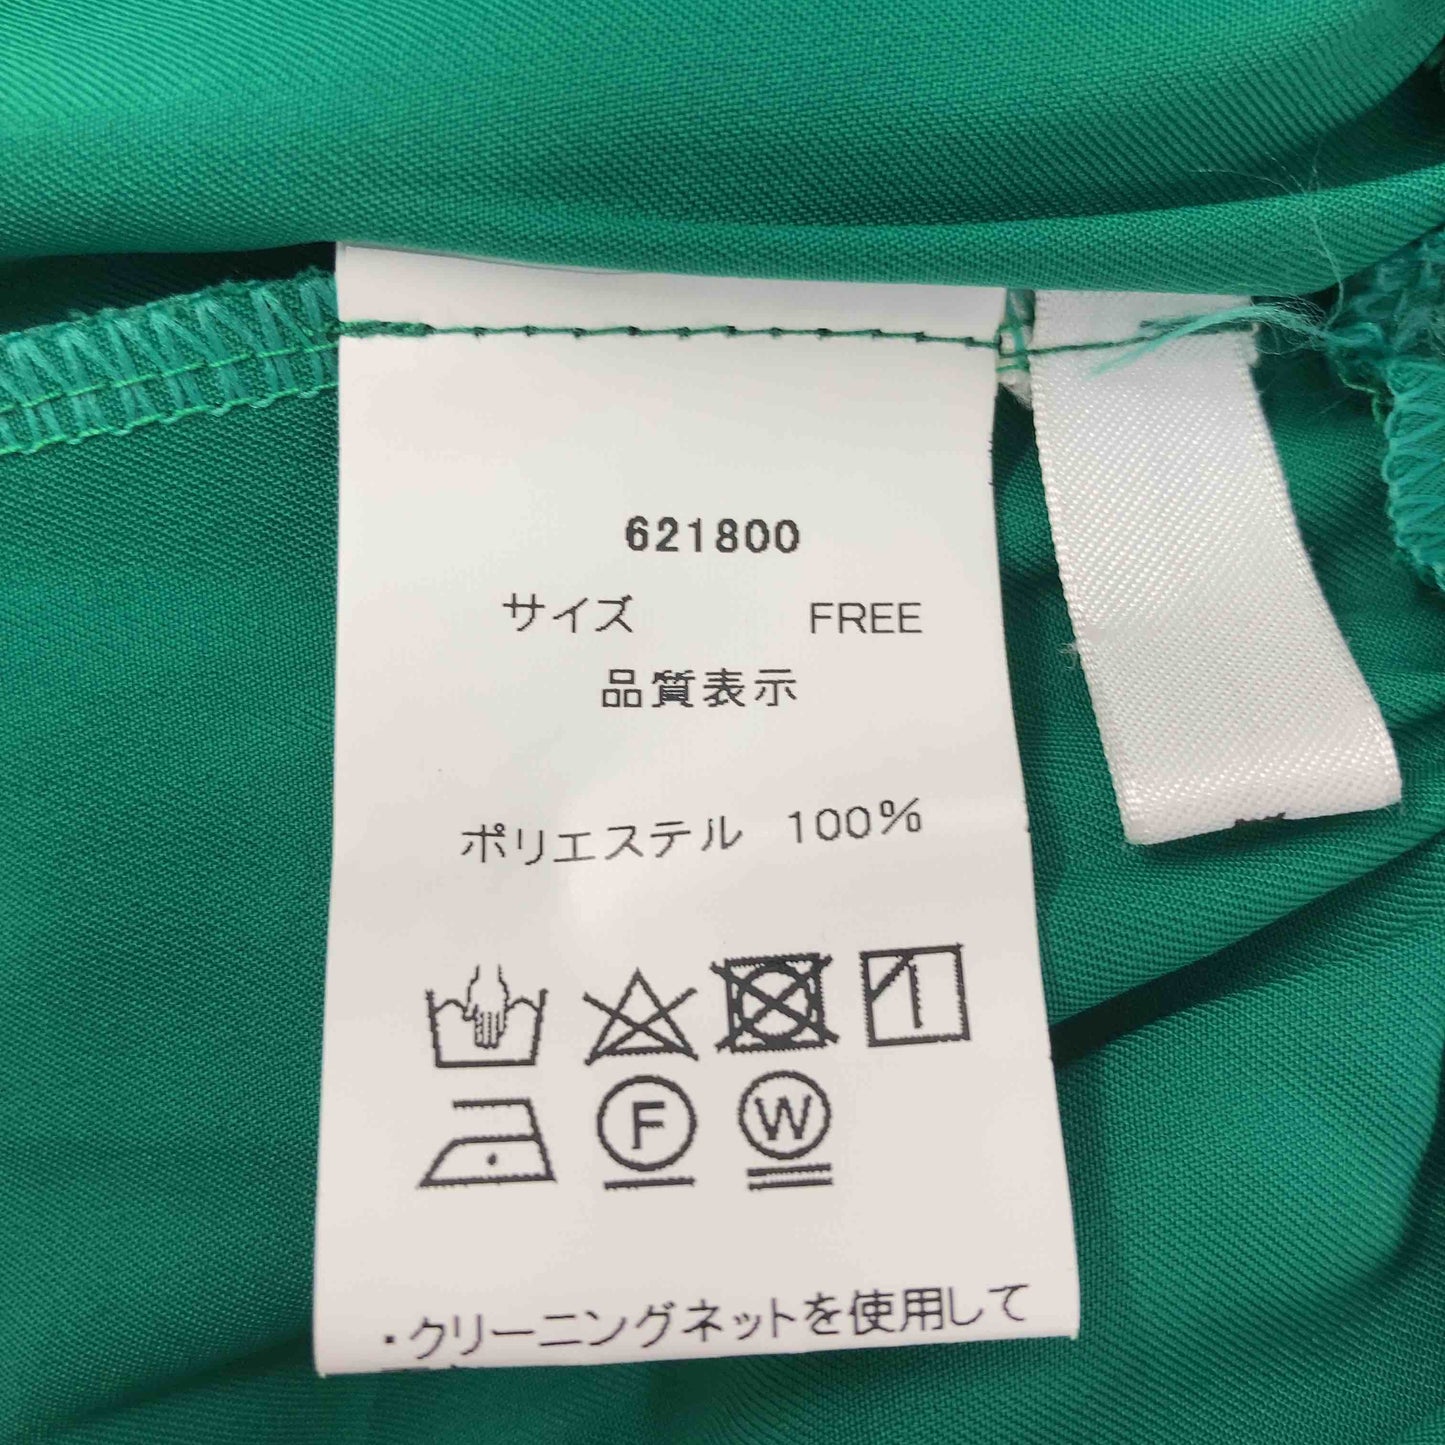 621800
サイズ FREE
品質表示
ポリエステル 100%
F W
・クリーニングネットを使用して